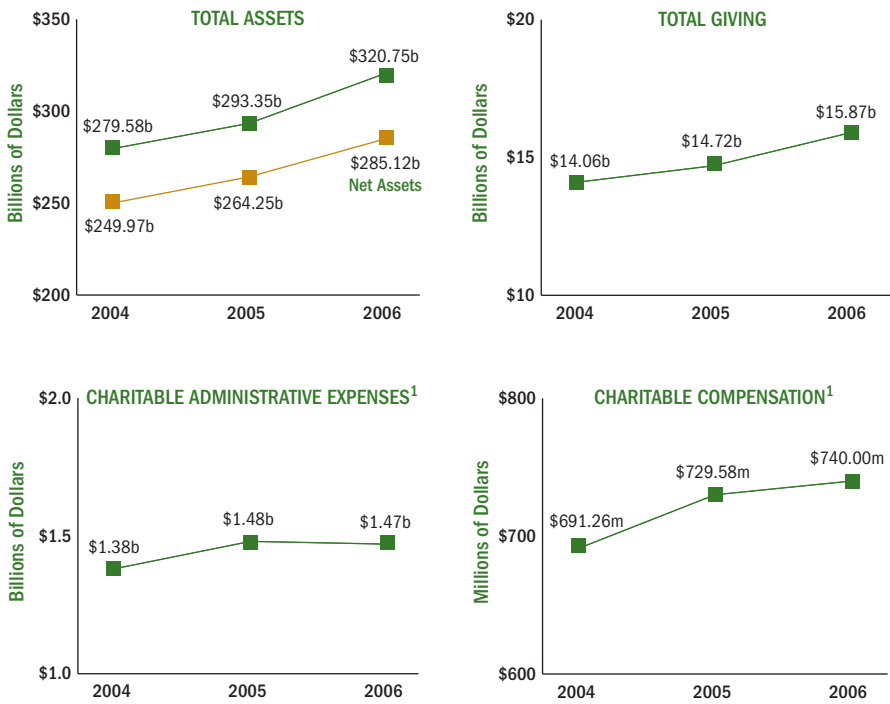 TOTAL ASSETS
$350
$300
$250
$200
Billions of Dollars
$279.58b
$293.35b
$320.75b
$249.97b
$264.25b
$285.12b
Net Assets
2004 2005 2006
TOTAL GIVING
$20
$15
$10
Billions of Dollars
$14.06b
$14.72b
$15.87b
2004 2005 2006
CHARITABLE ADMINISTRATIVE EXPENSES1
$2.0
$1.5
$1.0
Billions of Dollars
$1.38b
$1.48b
$1.47b
2004 2005 2006
CHARITABLE COMPENSATION1
$800
$700
$600
Millions of Dollars
$691.26m
$729.58m
$740.00m
2004 2005 2006